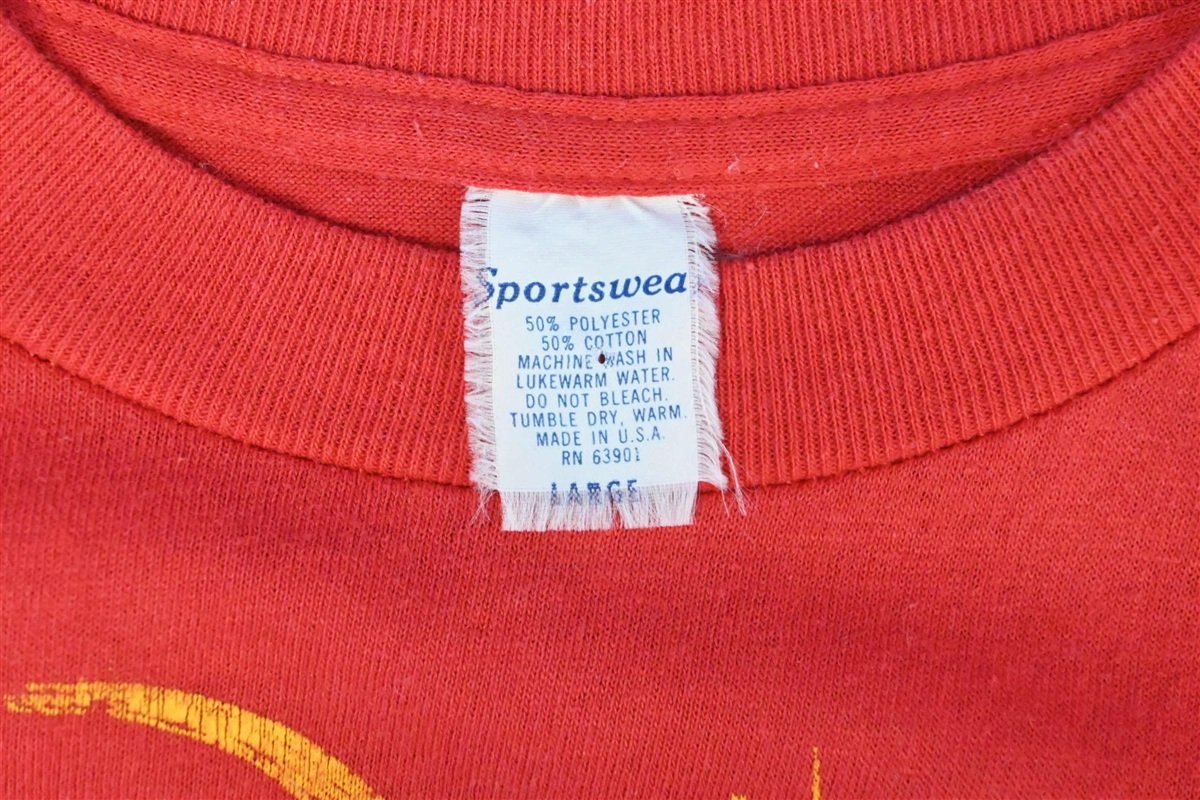 Sportswea
50% POLYESTER
50% COTTON
MACHINE WASH IN
LUKEWARM WATER.
DO NOT BLEACH.
TUMBLE DRY, WARM.
MADE IN U.S.A.
RN 63901
LARGE